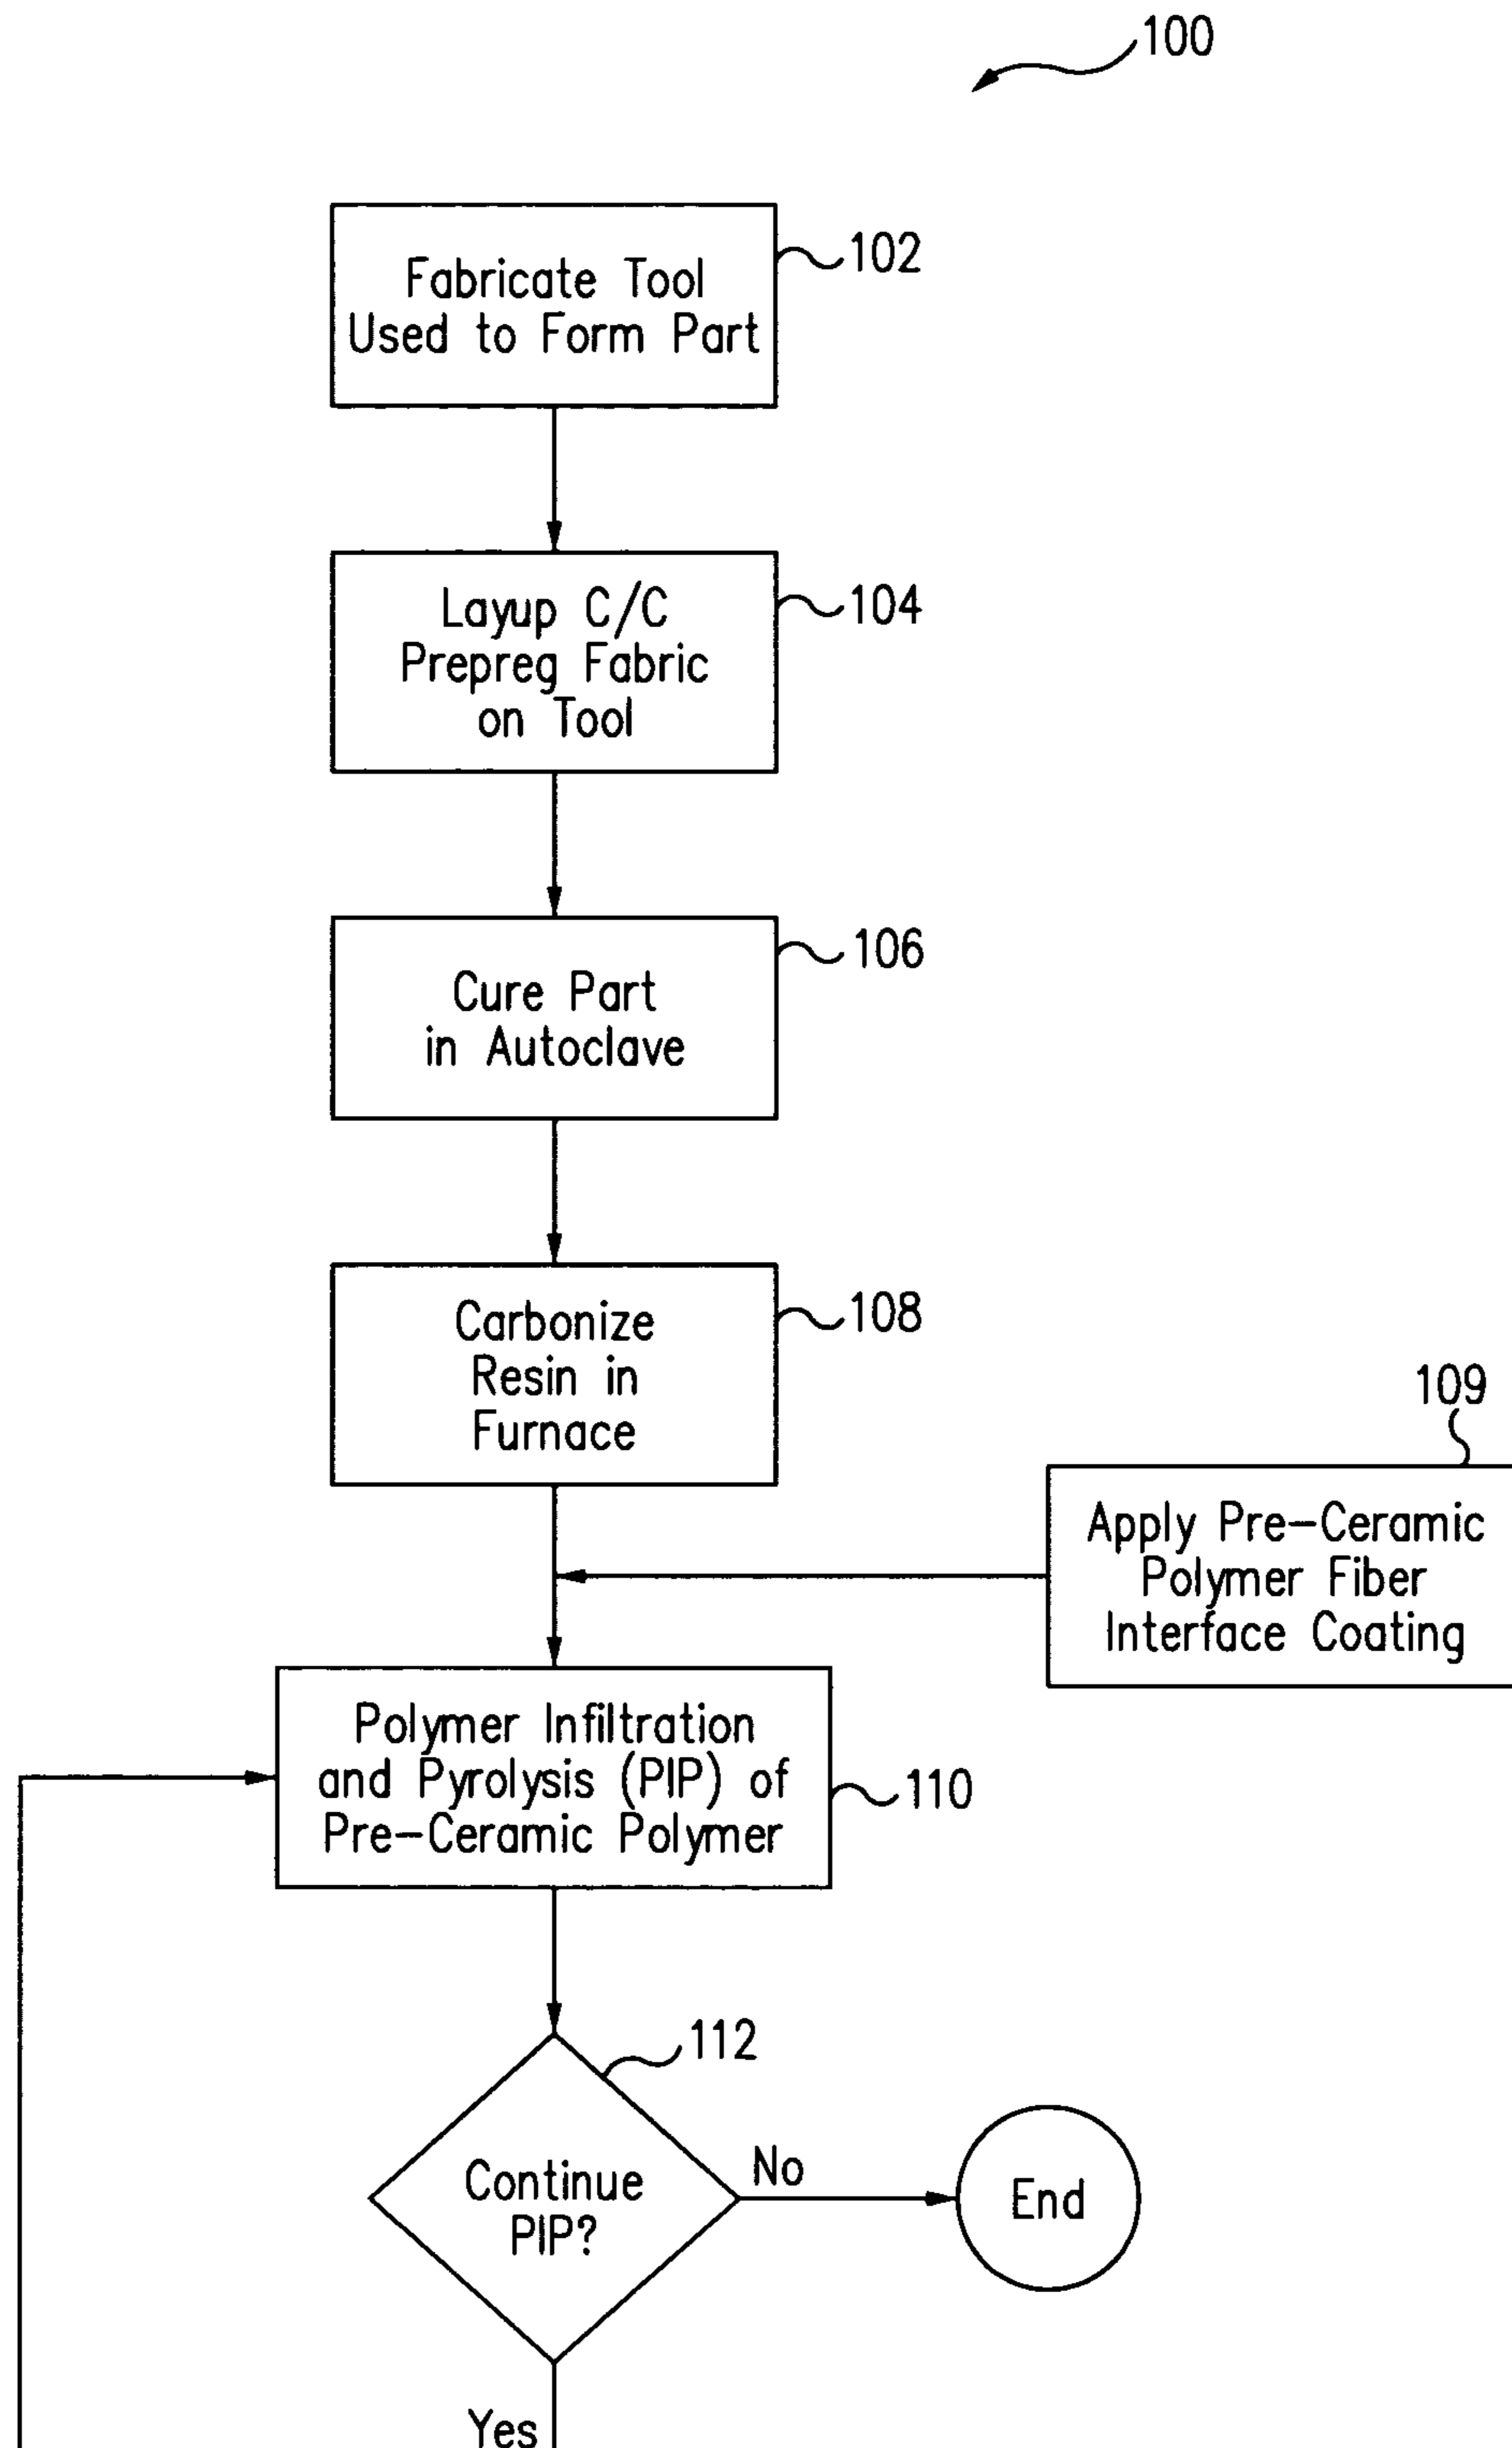 100
Fabricate Tool
Used to Form Part
102
Layup C/C
Prepreg Fabric
on Tool
104
Cure Part
in Autoclave
106
Carbonize
Resin in
Furnace
108
109
Apply Pre-Ceramic
Polymer Fiber
Interface Coating
Polymer Infiltration
and Pyrolysis (PIP) of
Pre-Ceramic Polymer
110
112
Continue
PIP?
No
End
Yes